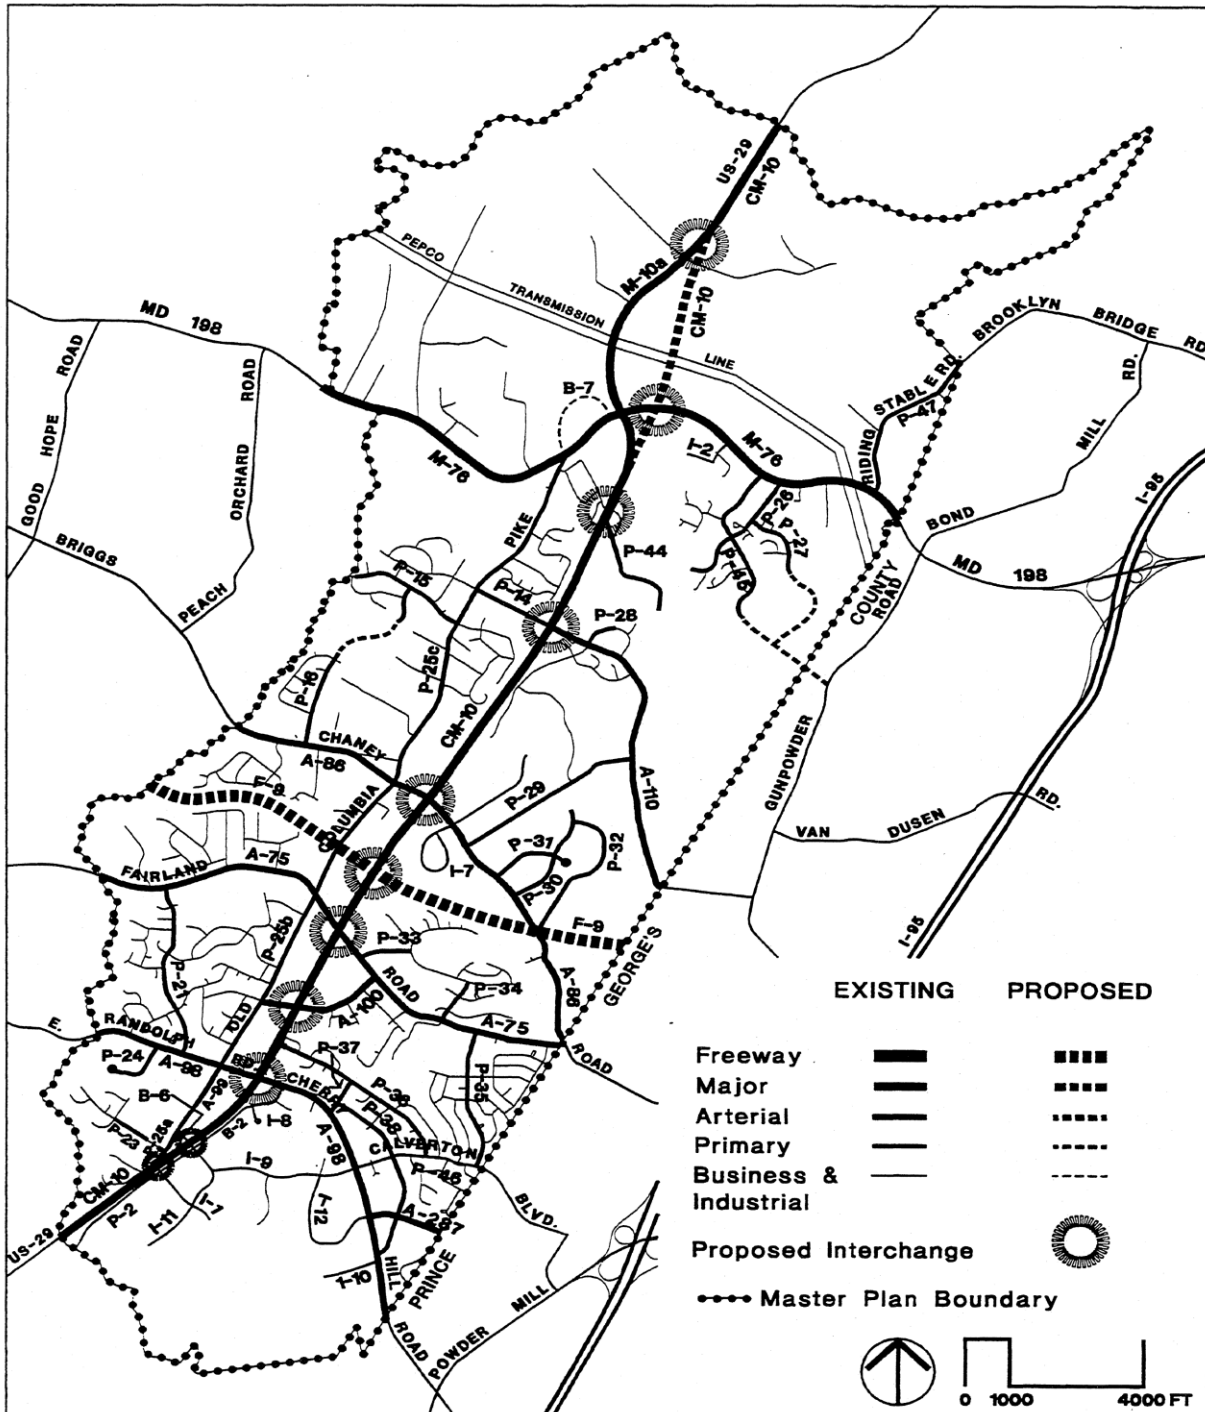 US-29
CM-10
PEPCO
TRANSMISSION
LINE
M-10a
CM-10
MD 198
B-7
BROOKLYN
BRIDGE
RD.
STABLE RD.
P-47
RIDING
GOOD HOPE ROAD
ORCHARD ROAD
PEACH
BRIGGS
M-76
M-76
I-2
MILL
RD.
BOND
I-95
PIKE
P-26
P-27
P-45
P-44
MD 198
COUNTY
ROAD
P-15
P-14
P-28
P-25c
P-16
CM-10
CHANEY
A-86
GUNPOWDER
F-9
COLUMBIA
P-29
A-110
VAN DUSEN RD.
P-31
P-32
P-30
I-7
FAIRLAND
A-75
F-9
I-95
P-25b
P-33
ROAD
P-21
A-86
GEORGE'S
P-34
A-100
A-75
ROAD
OLD
E. RANDOLPH RD.
P-24
A-98
P-37
CHERRY
P-36
P-35
B-6
A-99
P-38
P-23
P-25a
B-2
I-8
A-98
CALVERTON
I-9
P-46
BLVD.
CM-10
P-2
I-11
I-7
I-12
A-287
US-29
I-10
HILL
ROAD
PRINCE
POWDER
MILL
EXISTING PROPOSED
Freeway
Major
Arterial
Primary
Business &
Industrial
Proposed Interchange
Master Plan Boundary
0 1000 4000 FT